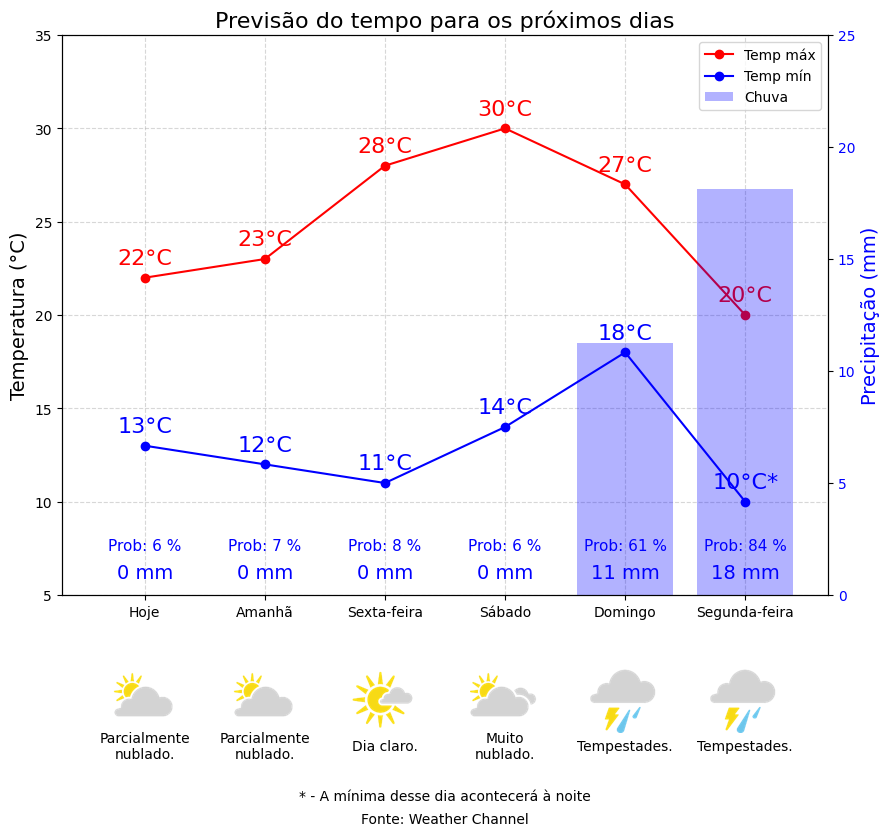 Previsão do tempo para os próximos dias
Temperatura (°C)
35
30
25
20
15
10
5
Precipitação (mm)
25
20
15
10
5
0
Temp máx
Temp mín
Chuva
22°C
23°C
28°C
30°C
27°C
20°C
13°C
12°C
11°C
14°C
18°C
10°C*
Prob: 6 %
Prob: 7 %
Prob: 8 %
Prob: 6 %
Prob: 61 %
Prob: 84 %
0 mm
0 mm
0 mm
0 mm
11 mm
18 mm
Hoje
Amanhã
Sexta-feira
Sábado
Domingo
Segunda-feira
Parcialmente
nublado.
Parcialmente
nublado.
Dia claro.
Muito
nublado.
Tempestades.
Tempestades.
* - A mínima desse dia acontecerá à noite
Fonte: Weather Channel